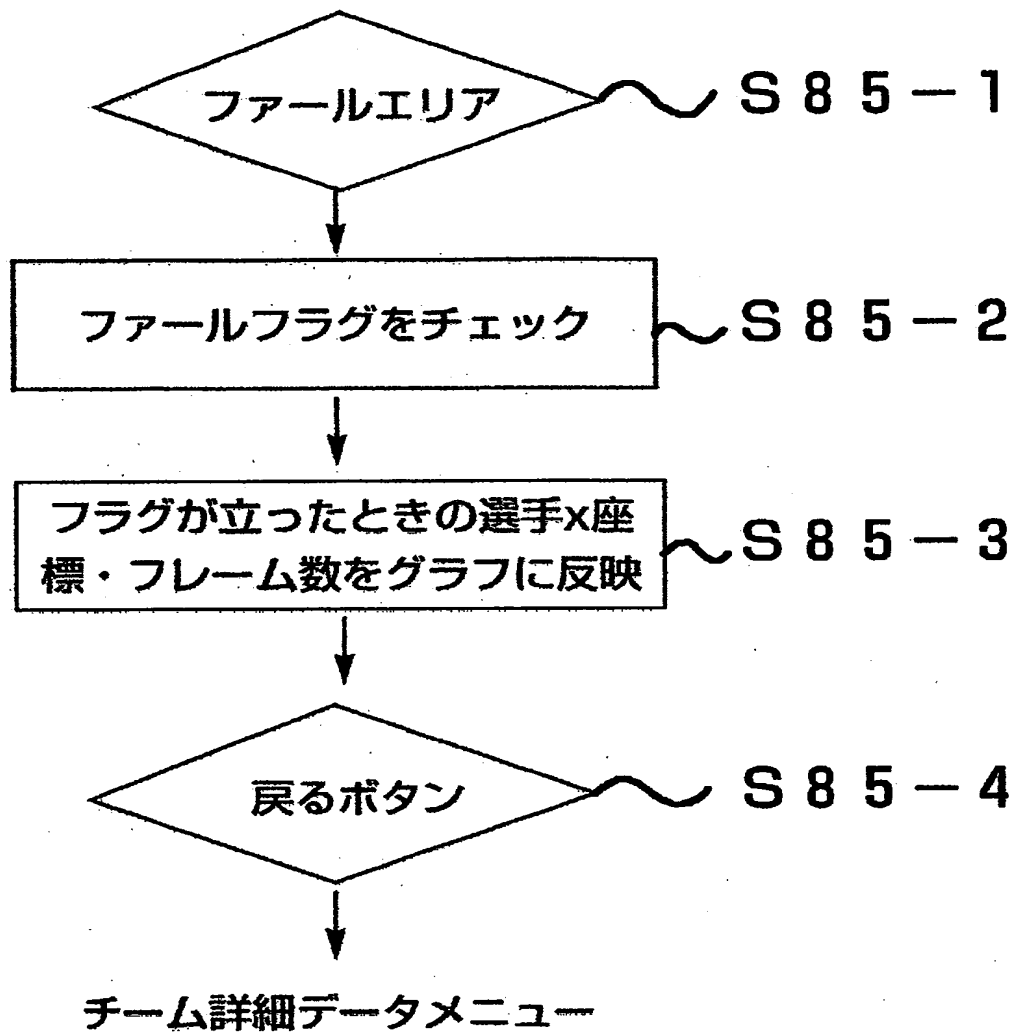 ファールエリア S85-1
ファールフラグをチェック S85-2
フラグが立ったときの選手x座
標・フレーム数をグラフに反映 S85-3
戻るボタン S85-4
チーム詳細データメニュー